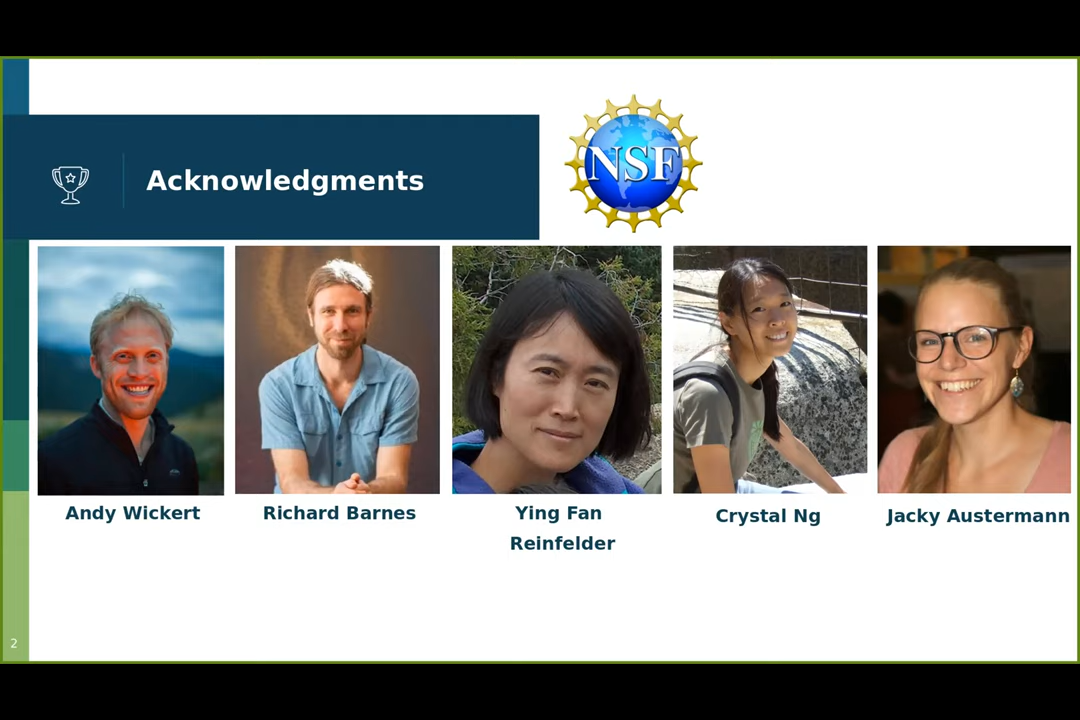 Acknowledgments
NSF
Andy Wickert
Richard Barnes
Ying Fan
Reinfelder
Crystal Ng
Jacky Austermann
2